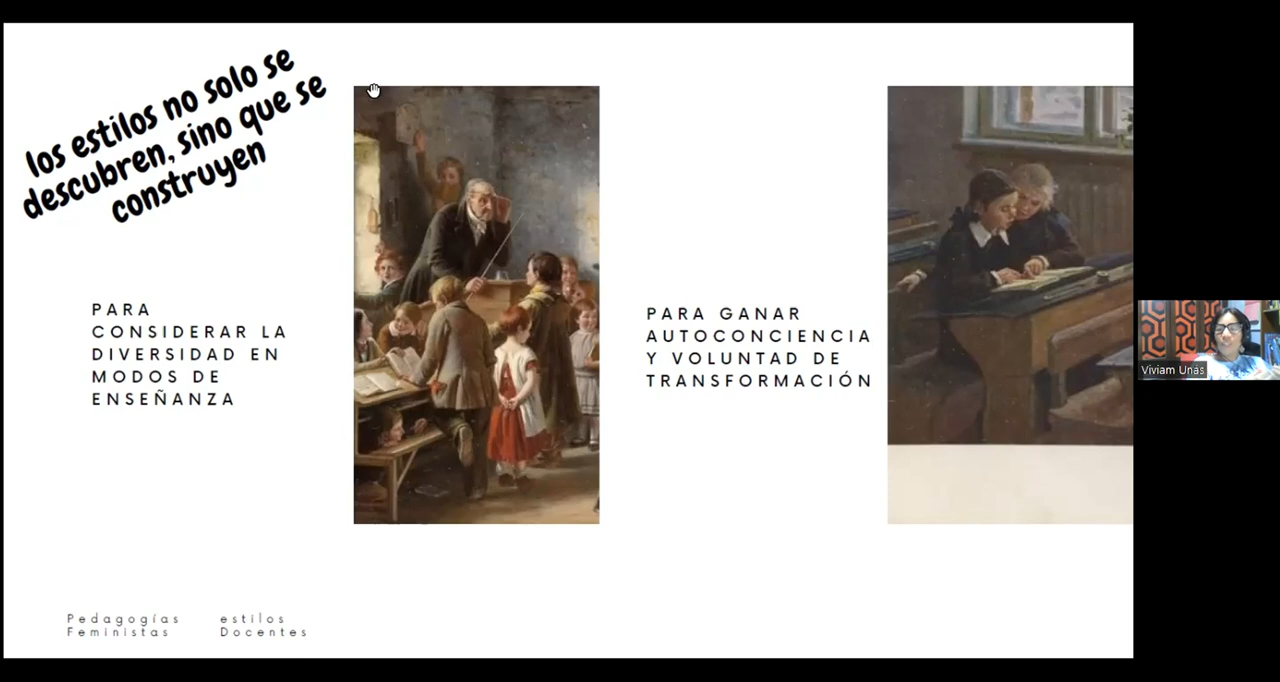 los estilos no solo se
descubren, sino que se
construyen
PARA
CONSIDERAR LA
DIVERSIDAD EN
MODOS DE
ENSEÑANZA
PARA GANAR
AUTOCONCIENCIA
Y VOLUNTAD DE
TRANSFORMACIÓN
Viviam Unás
Pedagogías
Feministas
estilos
Docentes